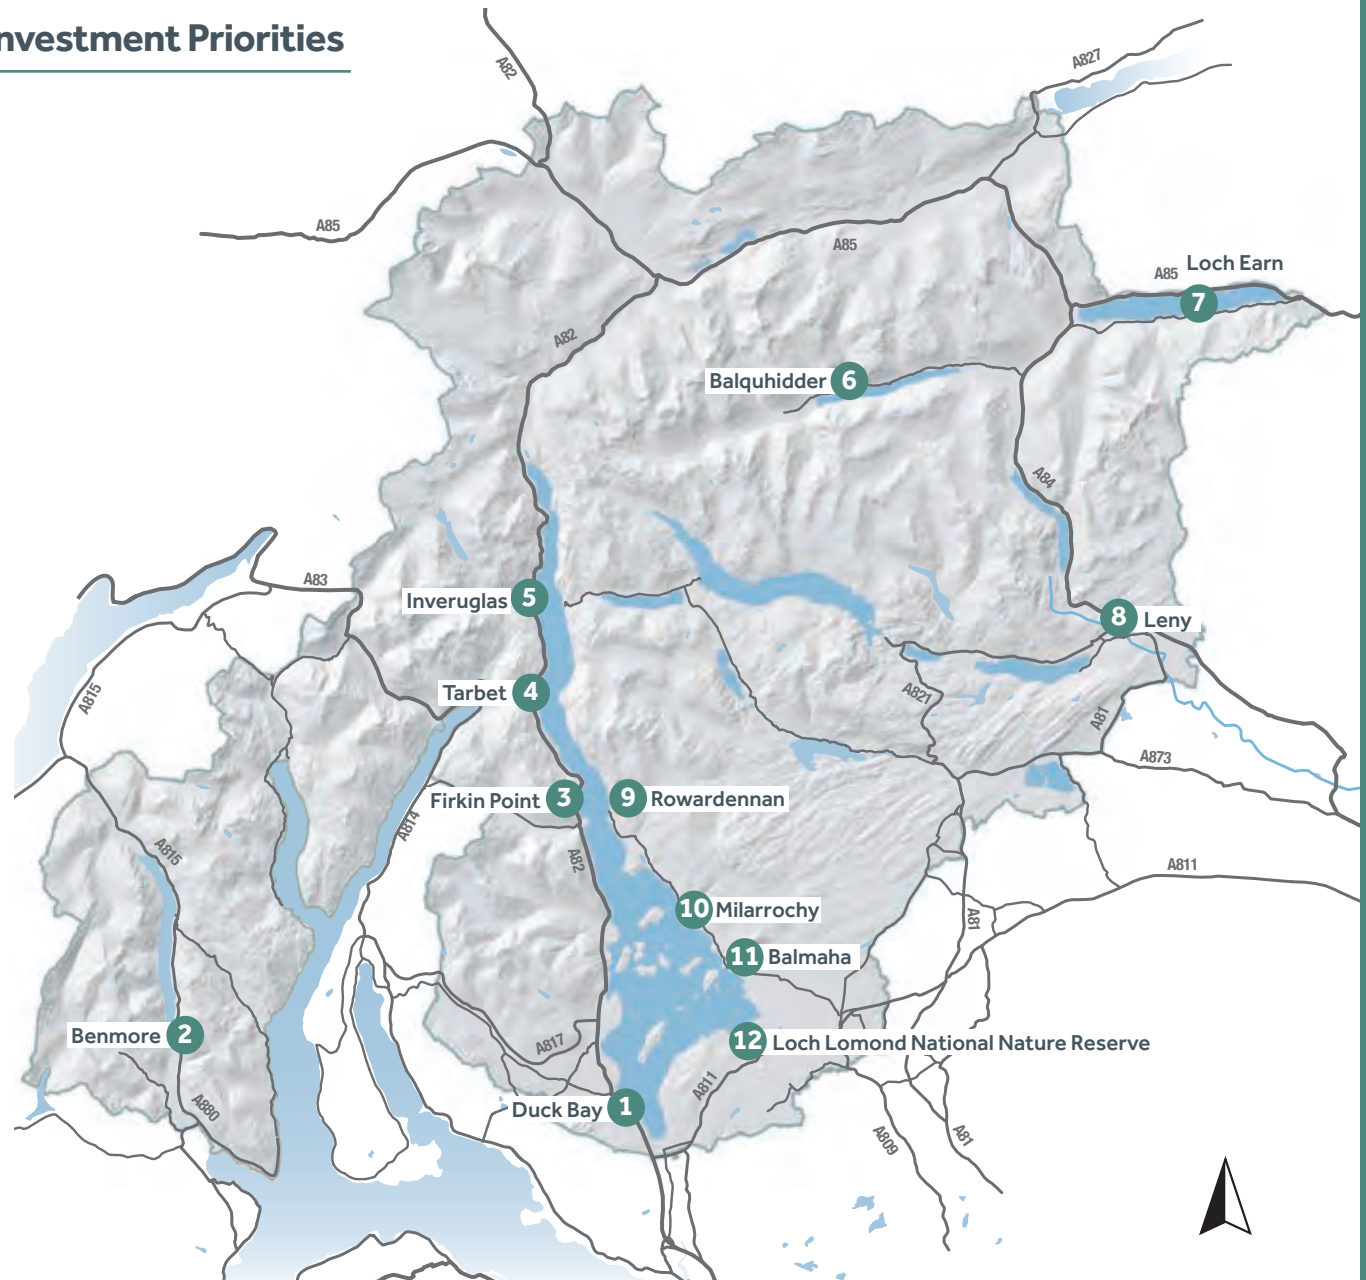 nvestment Priorities
A82
A827
A85
A85
A85
Loch Earn
7
A82
Balquhidder 6
A84
A83
Inveruglas 5
8 Leny
A815
Tarbet 4
A821
A81
A873
Firkin Point 3
9 Rowardennan
A814
A815
A82
A811
10 Milarrochy
A81
11 Balmaha
Benmore 2
A817
12 Loch Lomond National Nature Reserve
A811
A880
Duck Bay 1
A809
A81